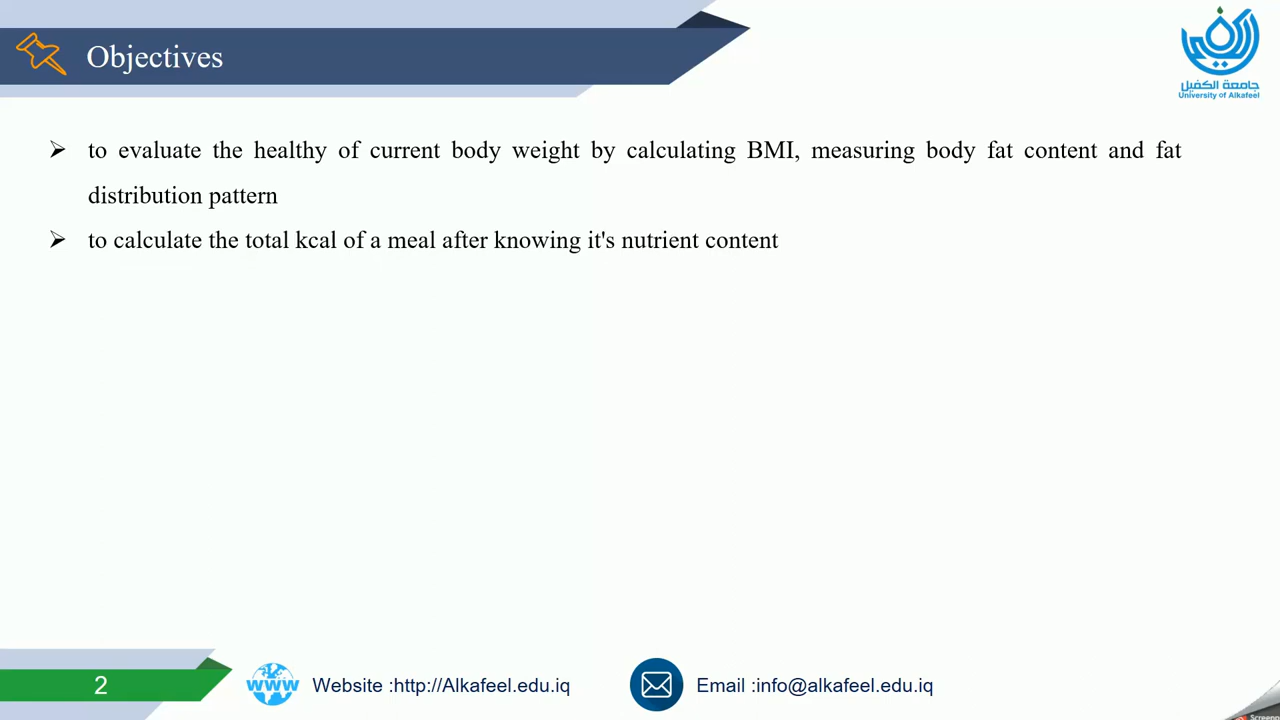 Objectives
جامعة الكفيل
University of Alkafeel
➢ to evaluate the healthy of current body weight by calculating BMI, measuring body fat content and fat
distribution pattern
➢ to calculate the total kcal of a meal after knowing it's nutrient content
2
www
Website :http://Alkafeel.edu.iq
Email :info@alkafeel.edu.iq